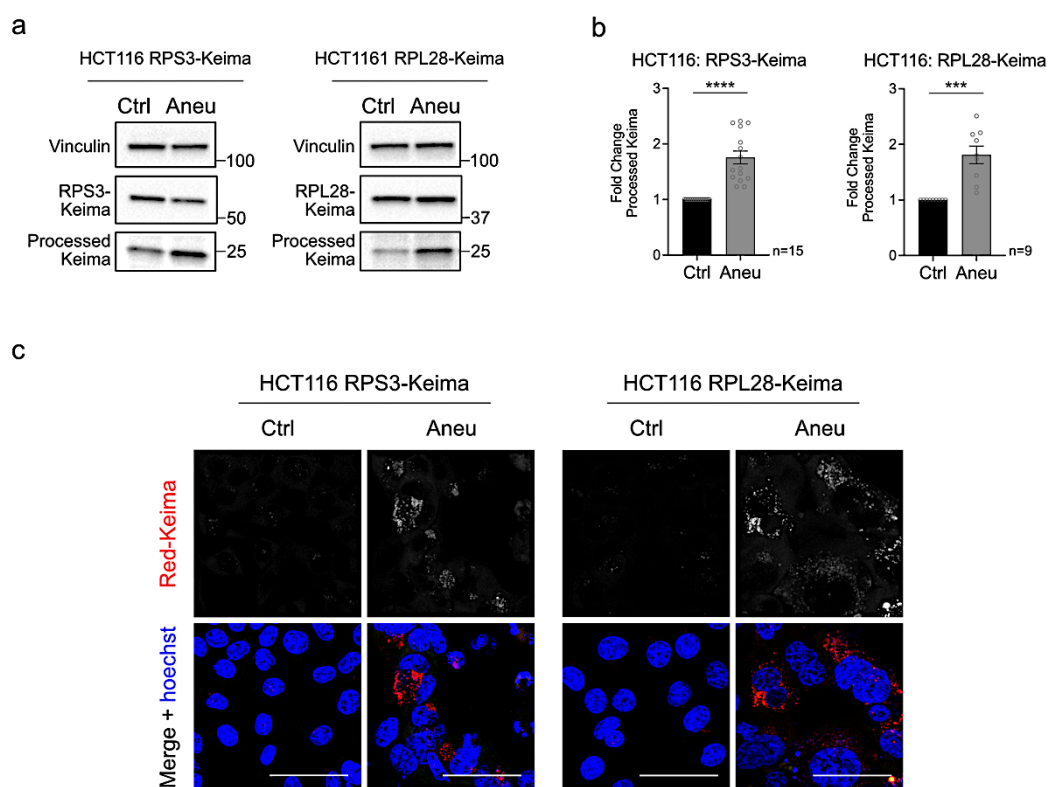 a
HCT116 RPS3-Keima
Ctrl Aneu
Vinculin
100
RPS3-
Keima
50
Processed
Keima
25
HCT1161 RPL28-Keima
Ctrl Aneu
Vinculin
100
RPL28-
Keima
37
Processed
Keima
25
b
HCT116: RPS3-Keima
****
Fold Change
Processed Keima
3
2
1
0
Ctrl Aneu
n=15
HCT116: RPL28-Keima
***
Fold Change
Processed Keima
3
2
1
0
Ctrl Aneu
n=9
c
HCT116 RPS3-Keima
HCT116 RPL28-Keima
Ctrl
Aneu
Ctrl
Aneu
Red-Keima
Merge + hoechst